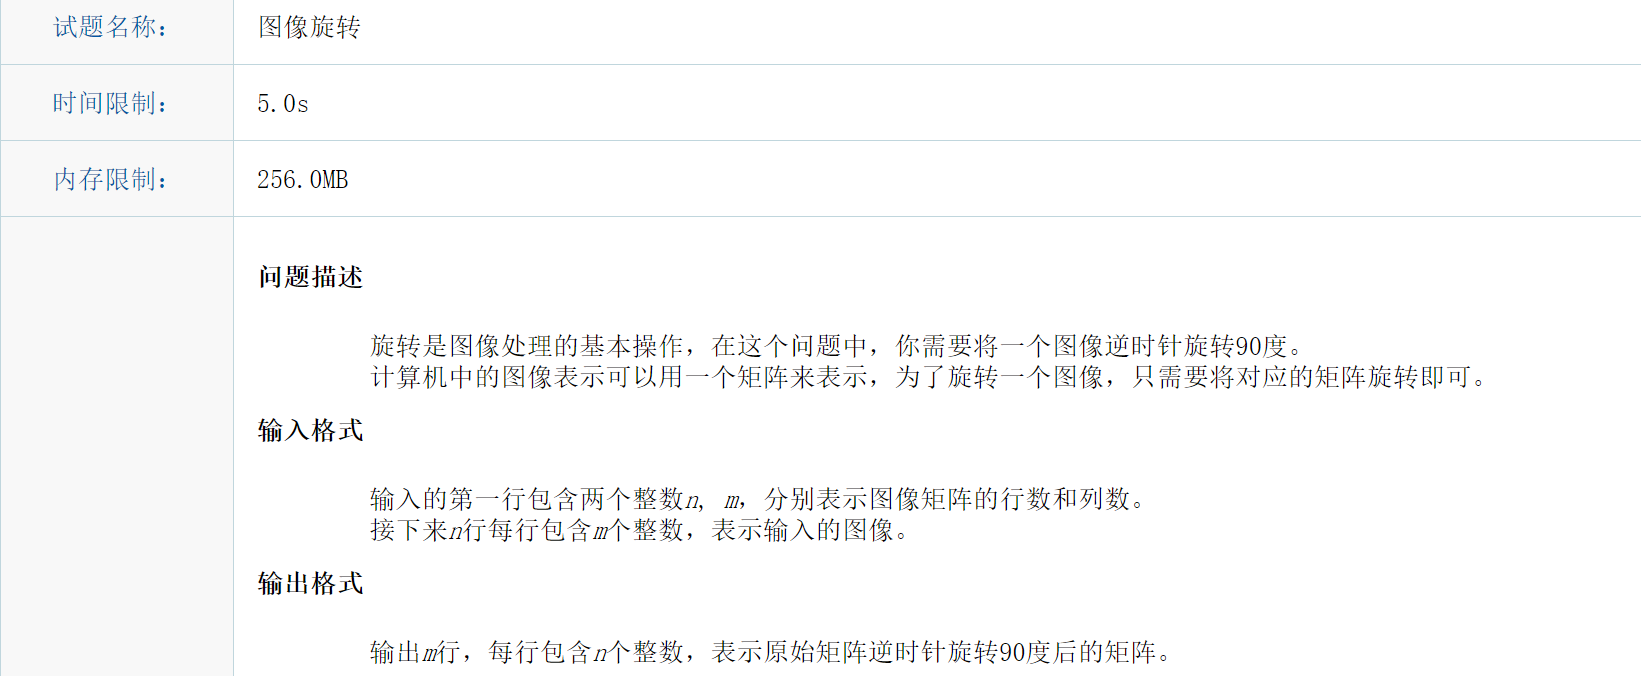 试题名称： 图像旋转
时间限制： 5.0s
内存限制： 256.0MB
问题描述
旋转是图像处理的基本操作，在这个问题中，你需要将一个图像逆时针旋转90度。
计算机中的图像表示可以用一个矩阵来表示，为了旋转一个图像，只需要将对应的矩阵旋转即可。
输入格式
输入的第一行包含两个整数n, m，分别表示图像矩阵的行数和列数。
接下来n行每行包含m个整数，表示输入的图像。
输出格式
输出m行，每行包含n个整数，表示原始矩阵逆时针旋转90度后的矩阵。